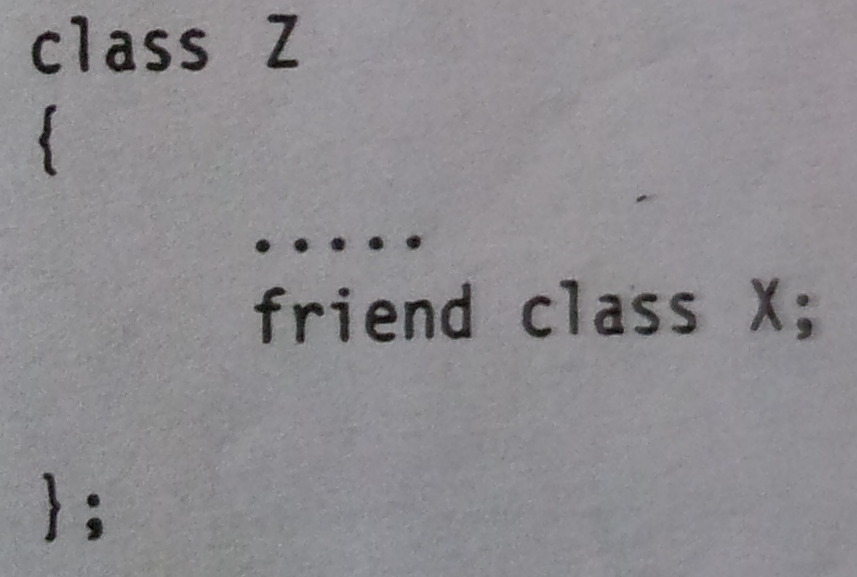 class Z
{
.....
friend class X;
};